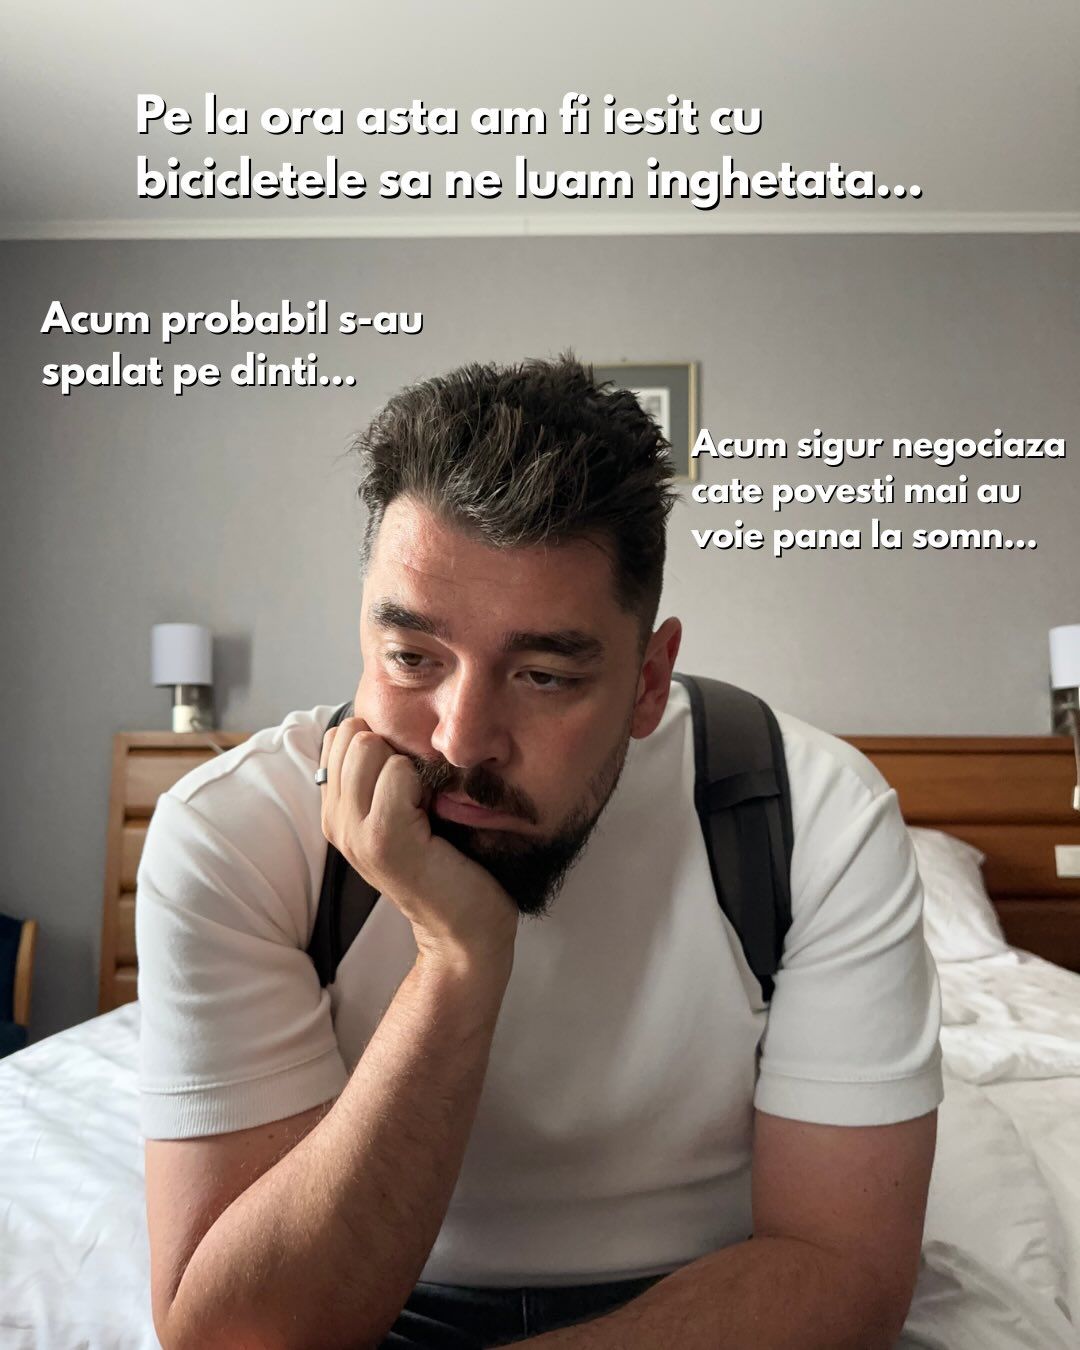 Pe la ora asta am fi iesit cu
bicicletele sa ne luam inghetata...
Acum probabil s-au
spalat pe dinti...
Acum sigur negociaza
cate povesti mai au
voie pana la somn...